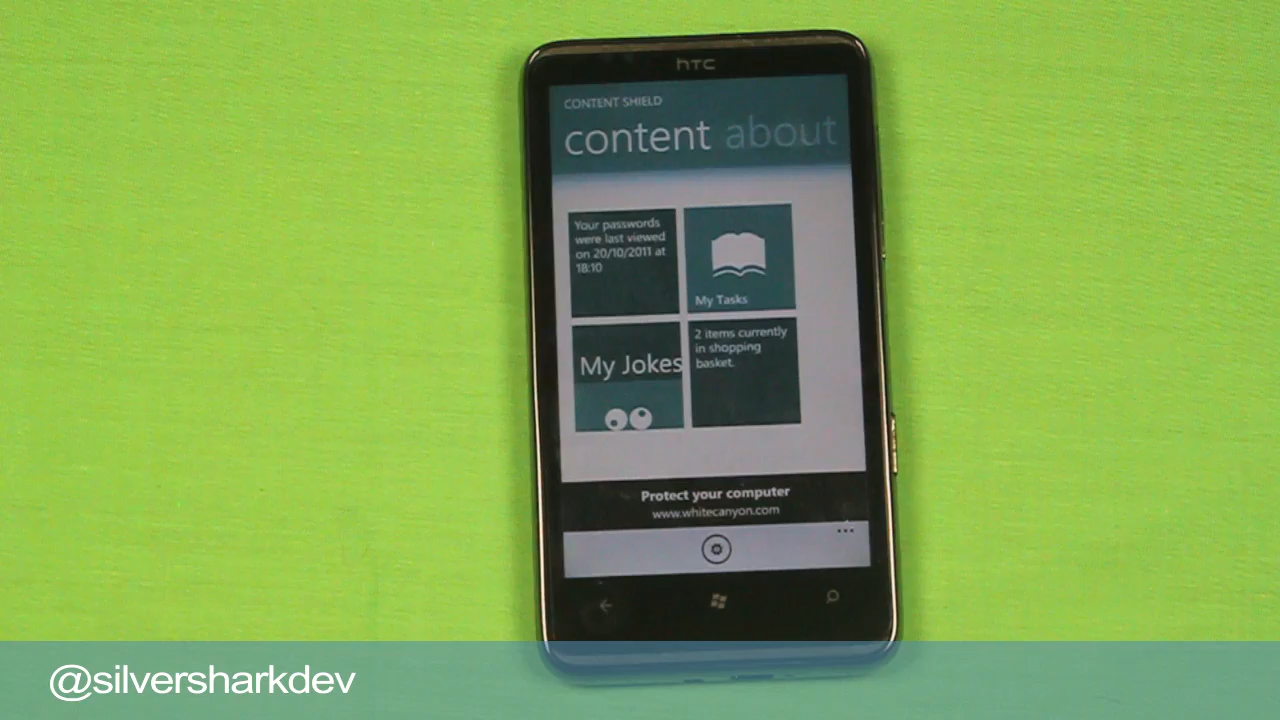 hTC
CONTENT SHIELD
content about
Your passwords
were last viewed
on 20/10/2011 at
18:10
My Tasks
My Jokes
2 items currently
in shopping
basket.
Protect your computer
www.whitecanyon.com
@silversharkdev